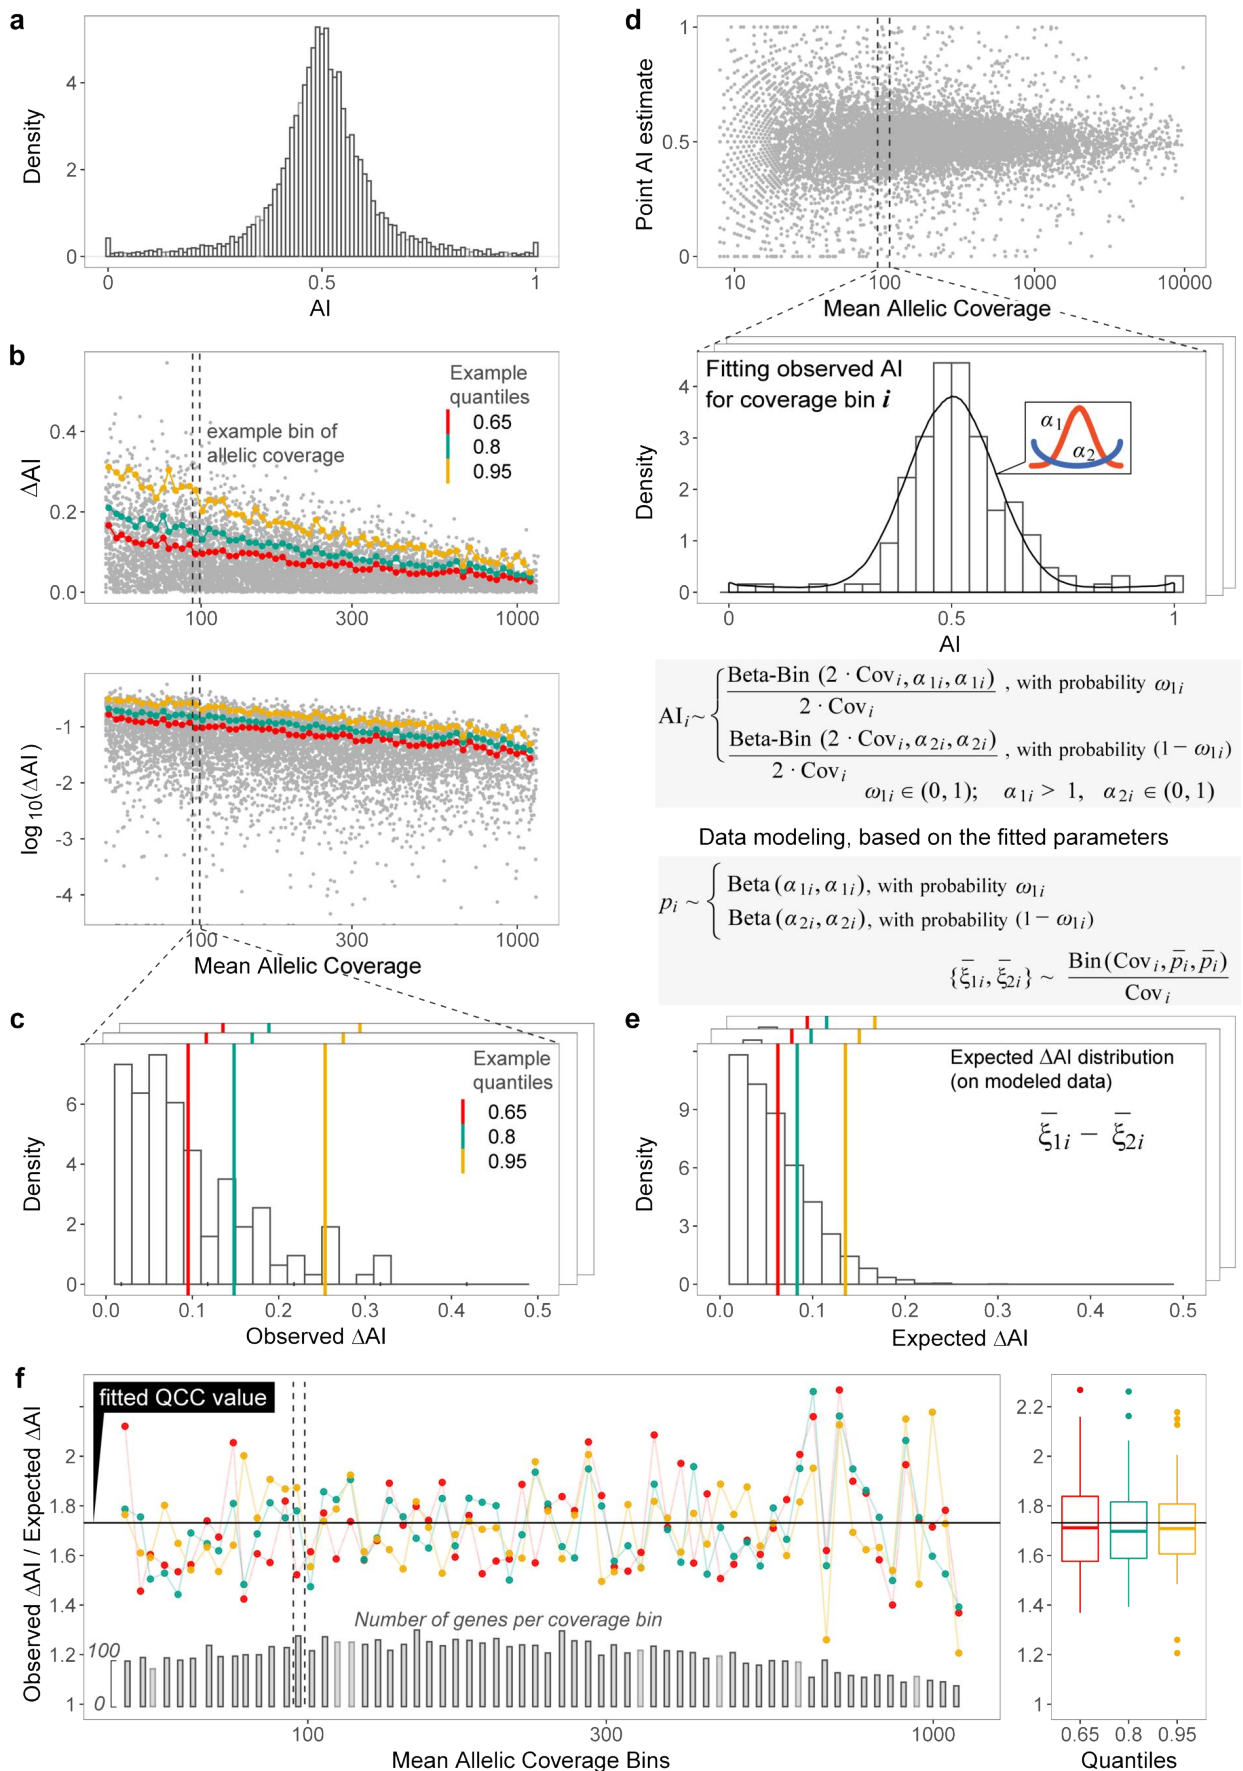 a
Density
4
2
0
0
0.5
1
AI
b
ΔAI
0.4
0.2
0.0
Example
quantiles
0.65
0.8
0.95
example bin of
allelic coverage
100
300
1000
log10(ΔAI)
-1
-2
-3
-4
100
300
1000
Mean Allelic Coverage
c
Density
6
4
2
0
Example
quantiles
0.65
0.8
0.95
0.0
0.1
0.2
0.3
0.4
0.5
Observed ΔAI
d
Point AI estimate
1
0.5
0
10
100
1000
10000
Mean Allelic Coverage
Fitting observed AI
for coverage bin i
α1
α2
Density
4
3
2
1
0
0
0.5
1
AI
AIi ~ { Beta-Bin (2 · Covi, α1i, α1i) / 2 · Covi , with probability ω1i
Beta-Bin (2 · Covi, α2i, α2i) / 2 · Covi , with probability (1 − ω1i)
ω1i ∈ (0, 1); α1i > 1, α2i ∈ (0, 1)
Data modeling, based on the fitted parameters
pi ~ { Beta (α1i, α1i), with probability ω1i
Beta (α2i, α2i), with probability (1 − ω1i)
{ξ̅1i, ξ̅2i} ~ Bin(Covi, p̅i, p̅i) / Covi
e
Expected ΔAI distribution
(on modeled data)
ξ̅1i − ξ̅2i
Density
9
6
3
0
0.0
0.1
0.2
0.3
0.4
0.5
Expected ΔAI
f
fitted QCC value
Observed ΔAI / Expected ΔAI
2
1.8
1.6
1.4
1.2
1
Number of genes per coverage bin
100
0
100
300
1000
Mean Allelic Coverage Bins
2.2
2
1.8
1.6
1.4
1.2
1
0.65
0.8
0.95
Quantiles